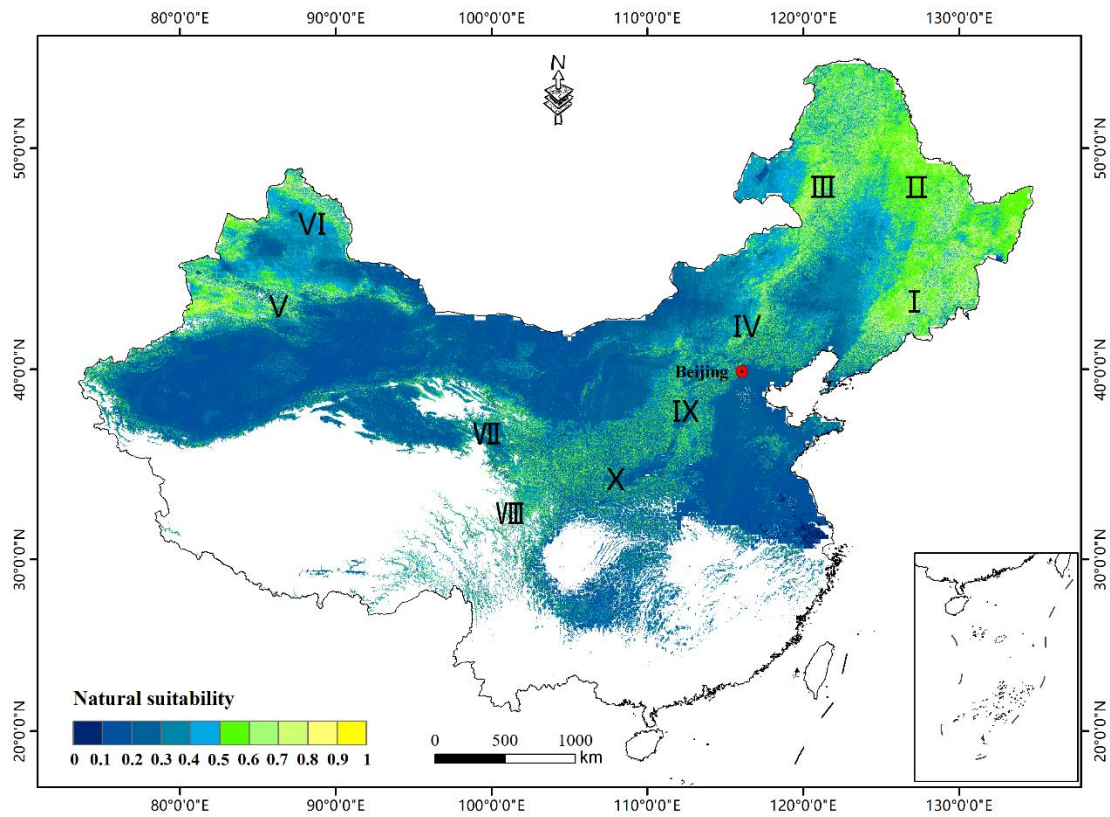 80°0'0"E 90°0'0"E 100°0'0"E 110°0'0"E 120°0'0"E 130°0'0"E
N
50°0'0"N 50°0'0"N
Ⅲ Ⅱ
Ⅵ
Ⅴ Ⅰ
Ⅳ
40°0'0"N Beijing 40°0'0"N
Ⅸ
Ⅶ
Ⅹ
Ⅷ
30°0'0"N 30°0'0"N
Natural suitability
0 0.1 0.2 0.3 0.4 0.5 0.6 0.7 0.8 0.9 1
0 500 1000
km
20°0'0"N 20°0'0"N
80°0'0"E 90°0'0"E 100°0'0"E 110°0'0"E 120°0'0"E 130°0'0"E